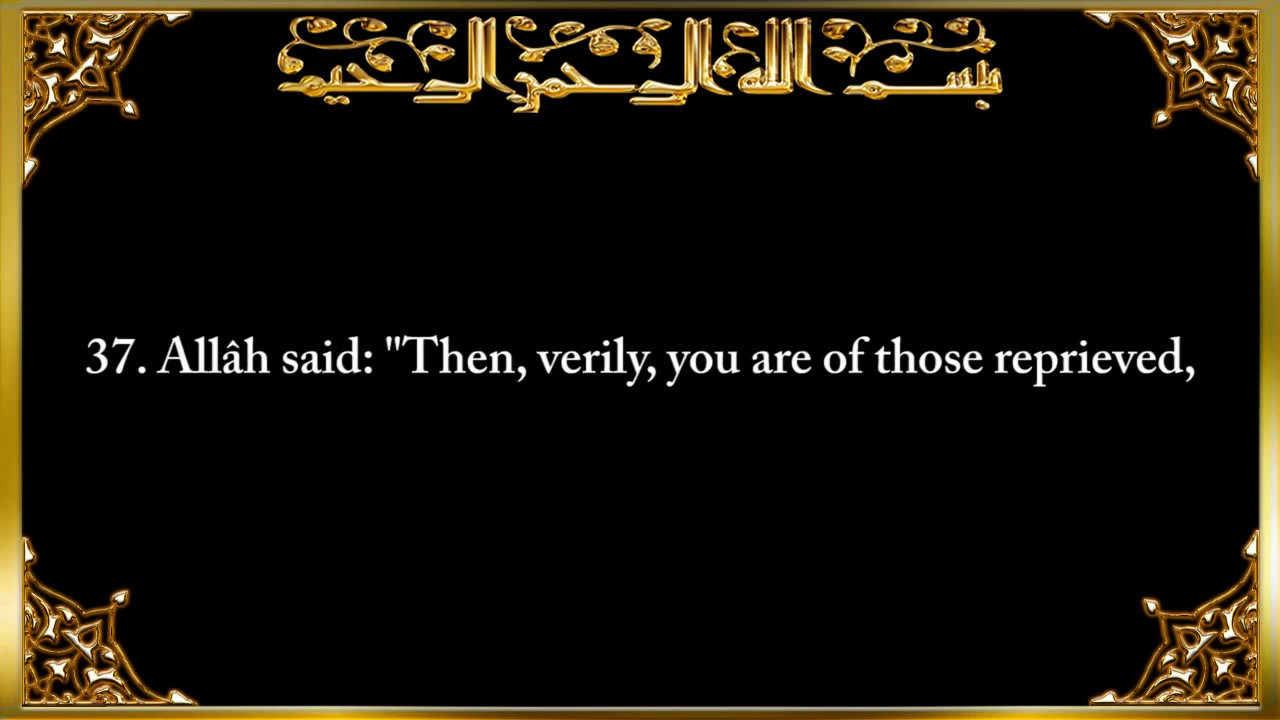 بسم الله الرحمن الرحيم
37. Allâh said: "Then, verily, you are of those reprieved,